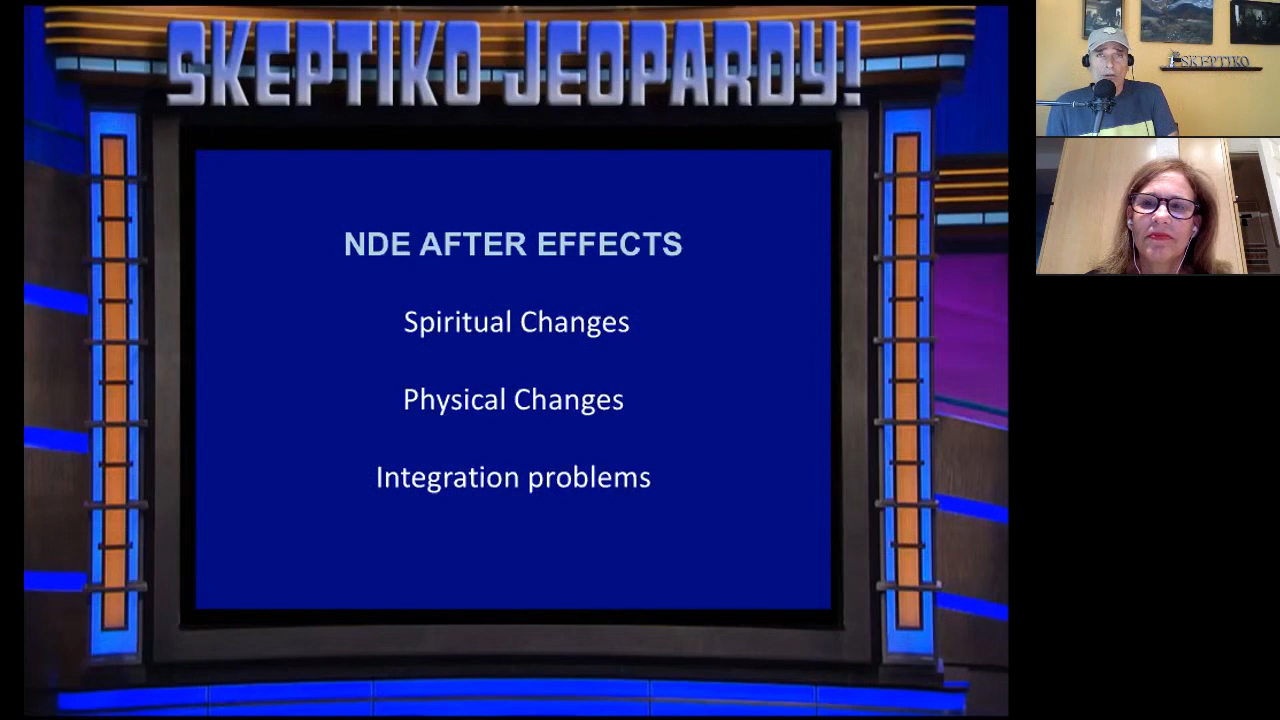 SKEPTIKO JEOPARDY!
NDE AFTER EFFECTS
Spiritual Changes
Physical Changes
Integration problems
SKEPTIKO